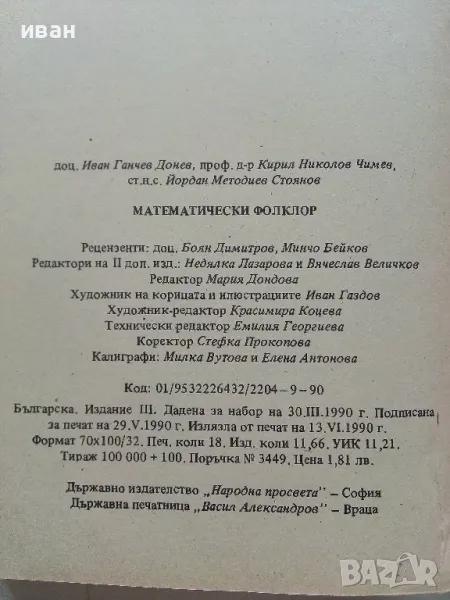 иван
доц. Иван Ганчев Донев, проф. д-р Кирил Николов Чимев,
ст.н.с. Йордан Методиев Стоянов
МАТЕМАТИЧЕСКИ ФОЛКЛОР
Рецензенти: доц. Боян Димитров, Минчо Бейков
Редактори на II доп. изд.: Недялка Лазарова и Вячеслав Величков
Редактор Мария Дондова
Художник на корицата и илюстрациите Иван Газдов
Художник-редактор Красимира Коцева
Технически редактор Емилия Георгиева
Коректор Стефка Прокопова
Калиграфи: Милка Вутова и Елена Антонова
Код: 01/9532226432/2204-9-90
Българска. Издание III. Дадена за набор на 30.III.1990 г. Подписана
за печат на 29.V.1990 г. Излязла от печат на 13.VI.1990 г.
Формат 70х100/32. Печ. коли 18. Изд. коли 11,66. УИК 11,21.
Тираж 100 000 + 100. Поръчка № 3449, Цена 1,81 лв.
Държавно издателство „Народна просвета" – София
Държавна печатница „Васил Александров" – Враца
bazar